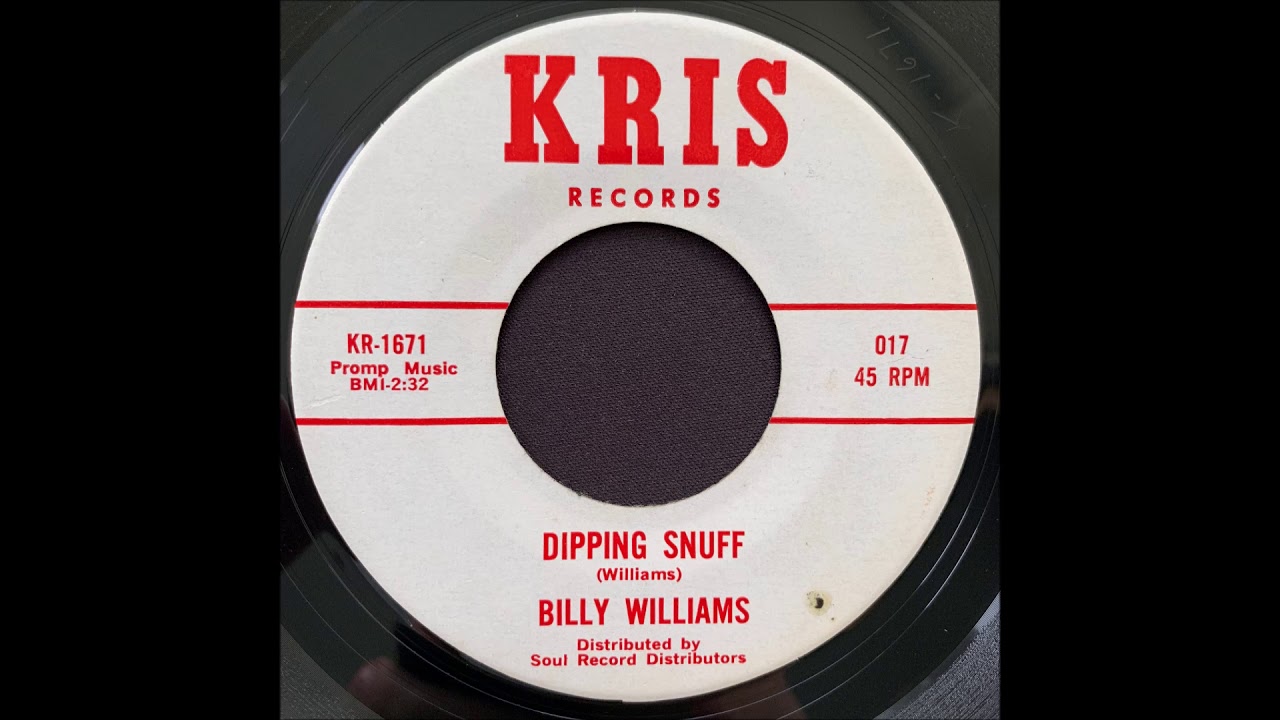 KRIS
RECORDS
KR-1671
Promp Music
BMI-2:32
017
45 RPM
DIPPING SNUFF
(Williams)
BILLY WILLIAMS
Distributed by
Soul Record Distributors
K-1671